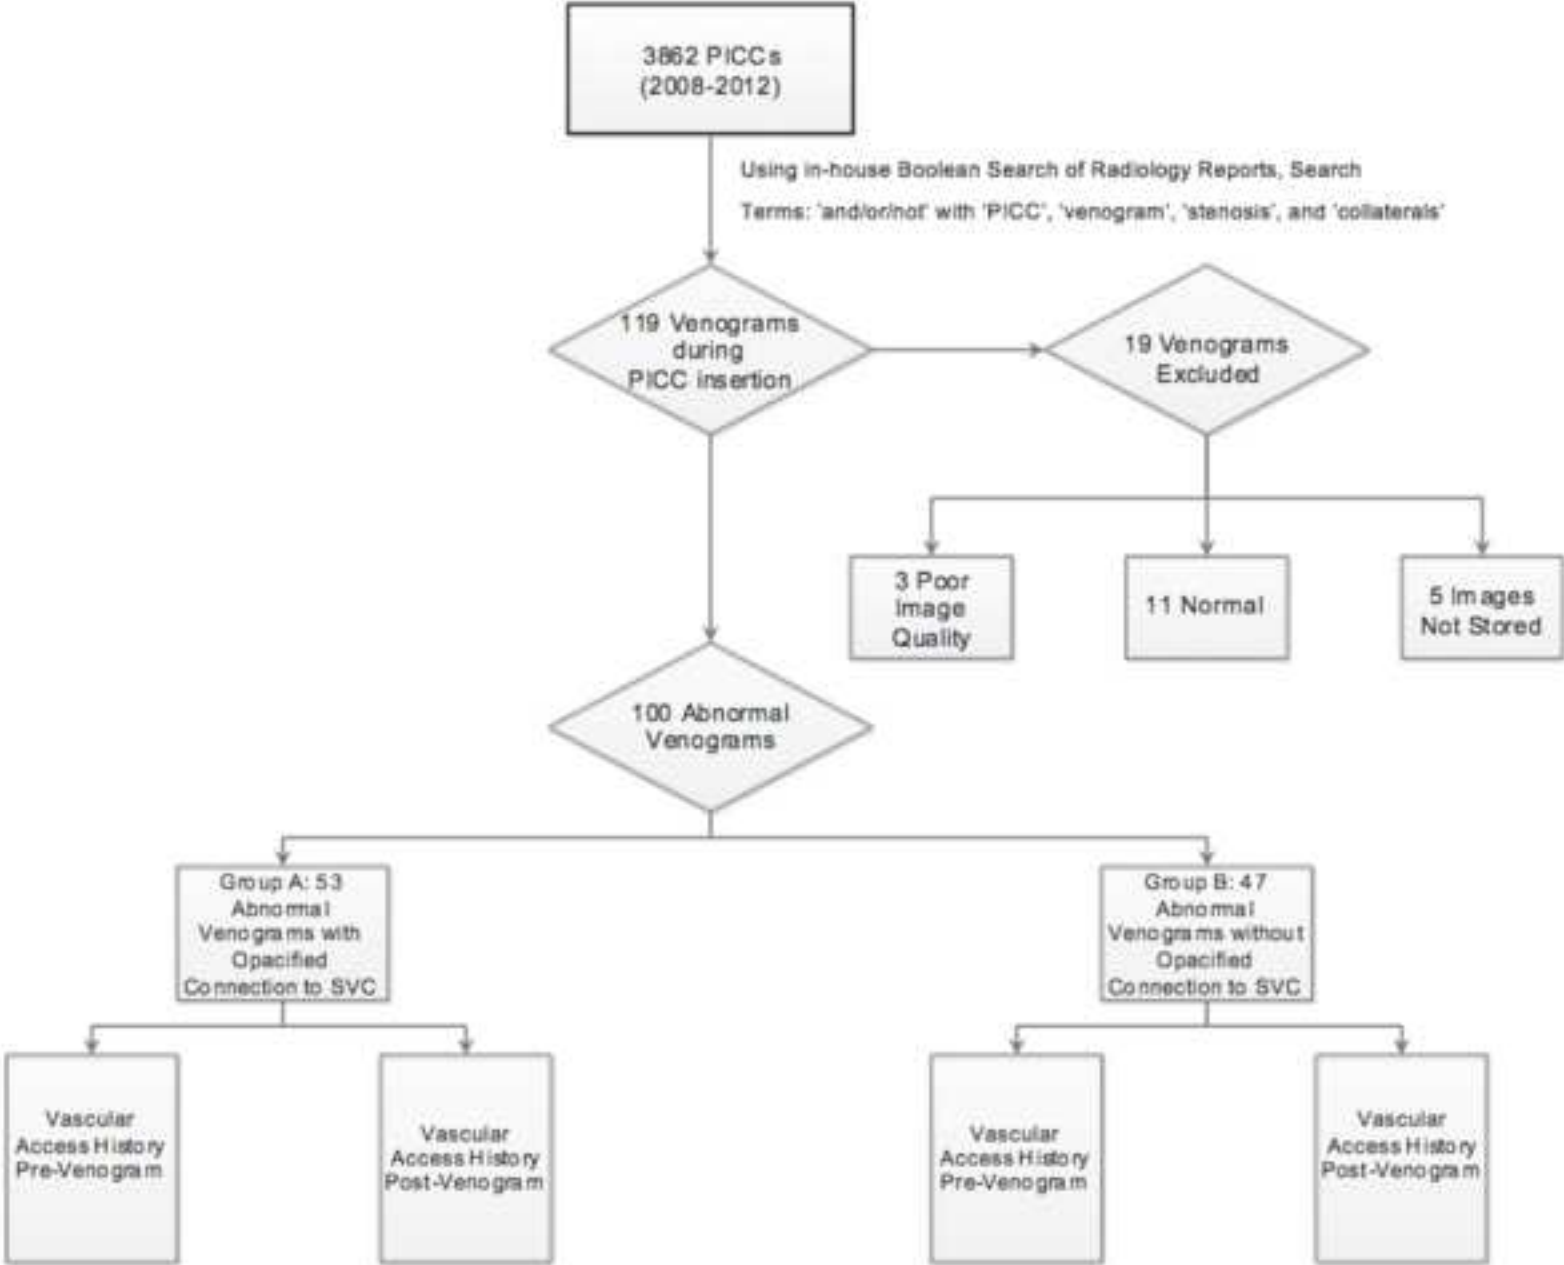 3862 PICCs
(2008-2012)
Using in-house Boolean Search of Radiology Reports, Search
Terms: 'and/or/not' with 'PICC', 'venogram', 'stenosis', and 'collaterals'
119 Venograms
during
PICC insertion
19 Venograms
Excluded
3 Poor
Image
Quality
11 Normal
5 Images
Not Stored
100 Abnormal
Venograms
Group A: 53
Abnormal
Venograms with
Opacified
Connection to SVC
Group B: 47
Abnormal
Venograms without
Opacified
Connection to SVC
Vascular
Access History
Pre-Venogram
Vascular
Access History
Post-Venogram
Vascular
Access History
Pre-Venogram
Vascular
Access History
Post-Venogram